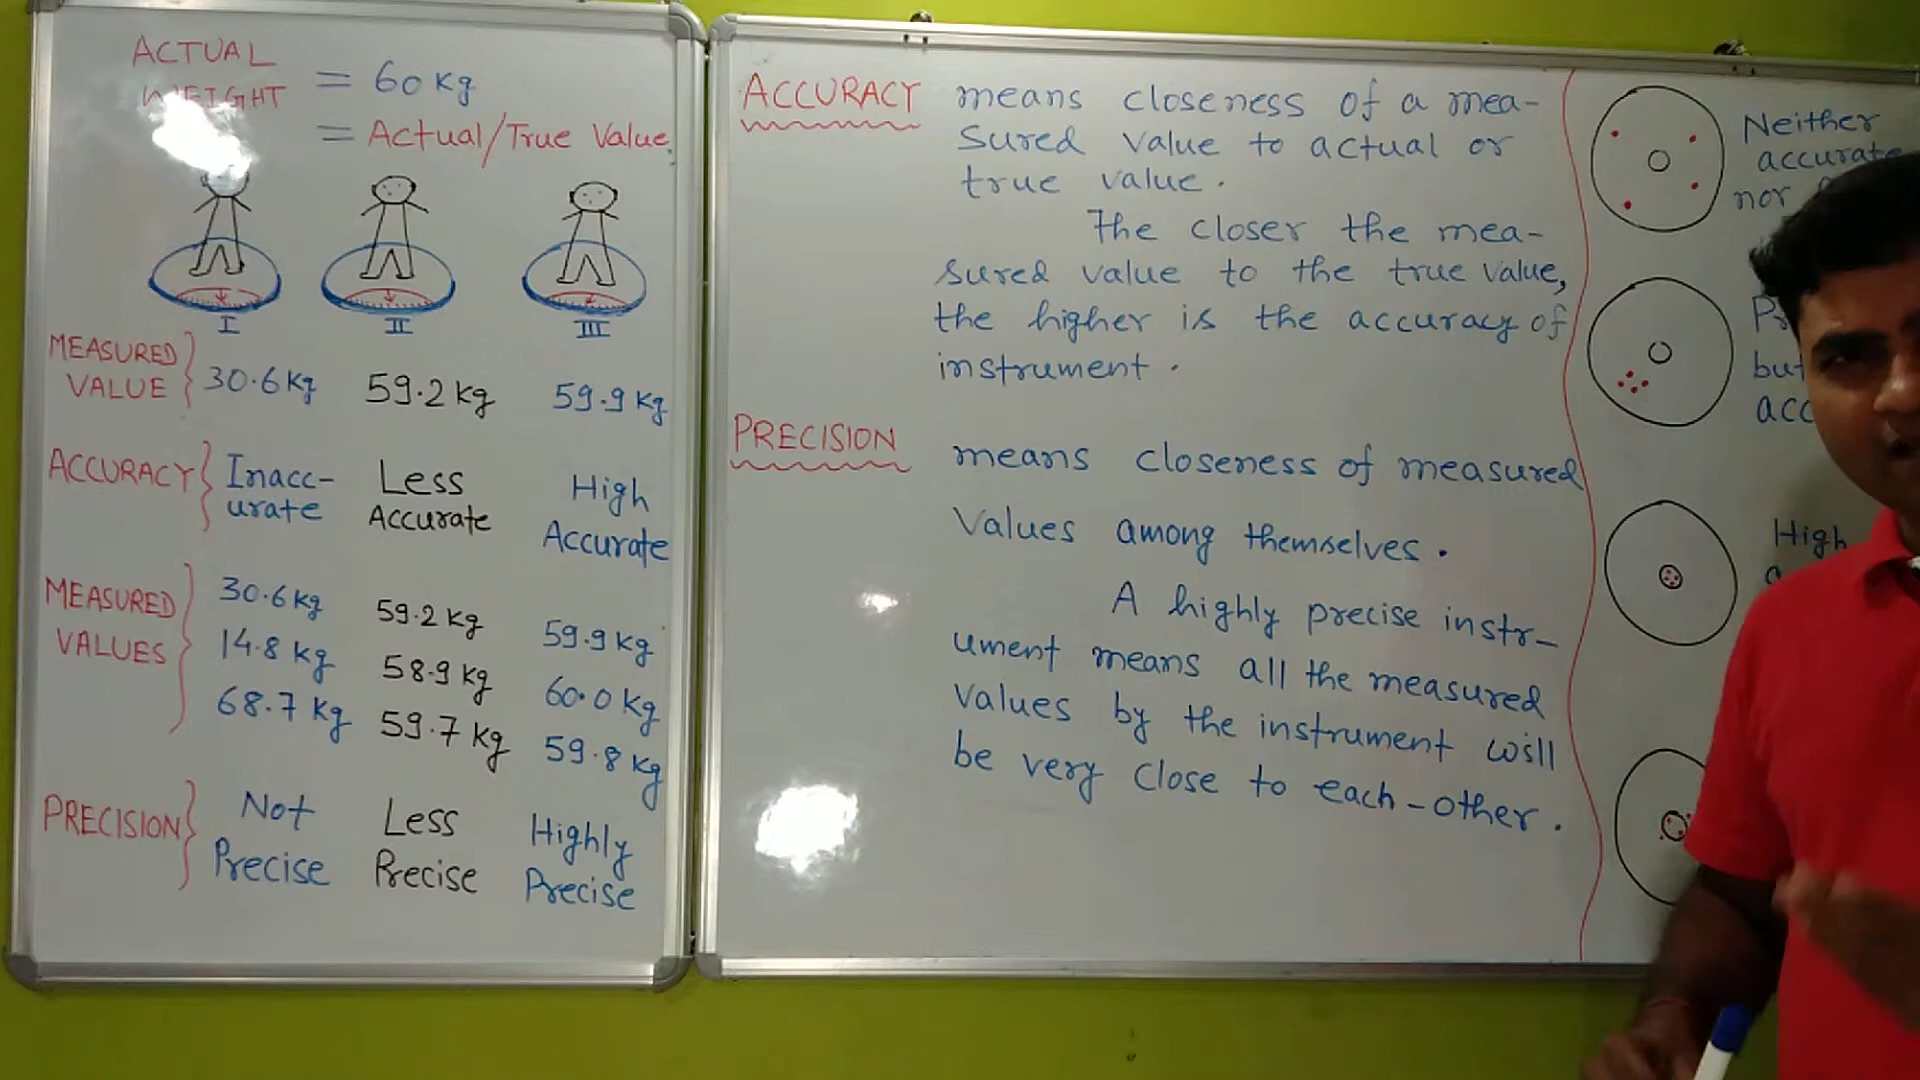 ACTUAL
WEIGHT = 60 Kg
= Actual/True Value
I II III
MEASURED
VALUE } 30.6 Kg 59.2 Kg 59.9 Kg
ACCURACY { Inacc-
urate
Less
Accurate
High
Accurate
MEASURED
VALUES }
30.6 Kg
14.8 Kg
68.7 Kg
59.2 Kg
58.9 Kg
59.7 Kg
59.9 Kg
60.0 Kg
59.8 Kg
PRECISION }
Not
Precise
Less
Precise
Highly
Precise
ACCURACY means closeness of a mea-
sured value to actual or
true value.
The closer the mea-
sured value to the true value,
the higher is the accuracy of
instrument.
PRECISION means closeness of measured
Values among themselves.
A highly precise instr-
ument means all the measured
values by the instrument will
be very close to each-other.
Neither
accurate
nor
but
High